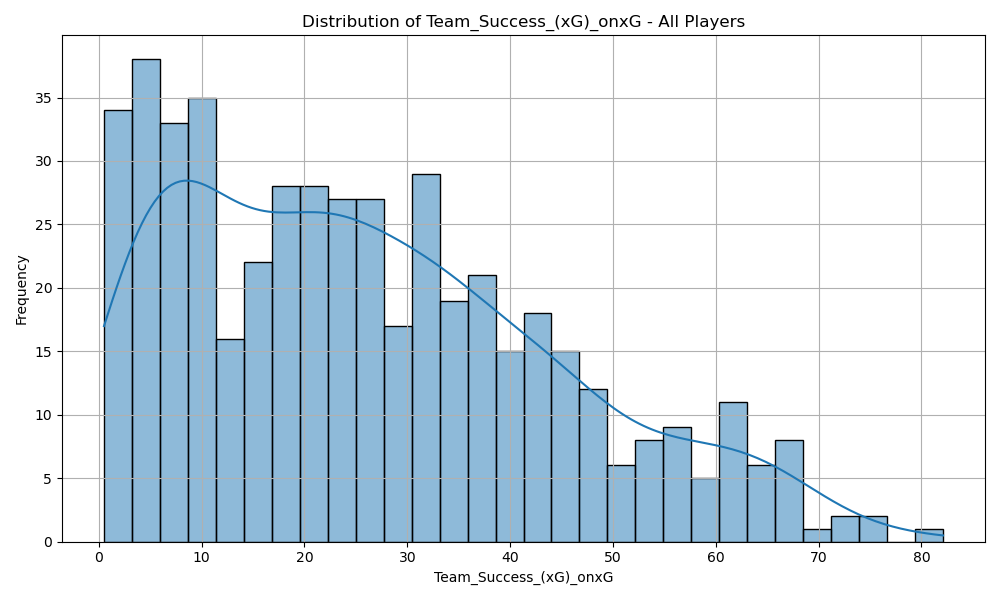 Distribution of Team_Success_(xG)_onxG - All Players
Frequency
35
30
25
20
15
10
5
0
0 10 20 30 40 50 60 70 80
Team_Success_(xG)_onxG